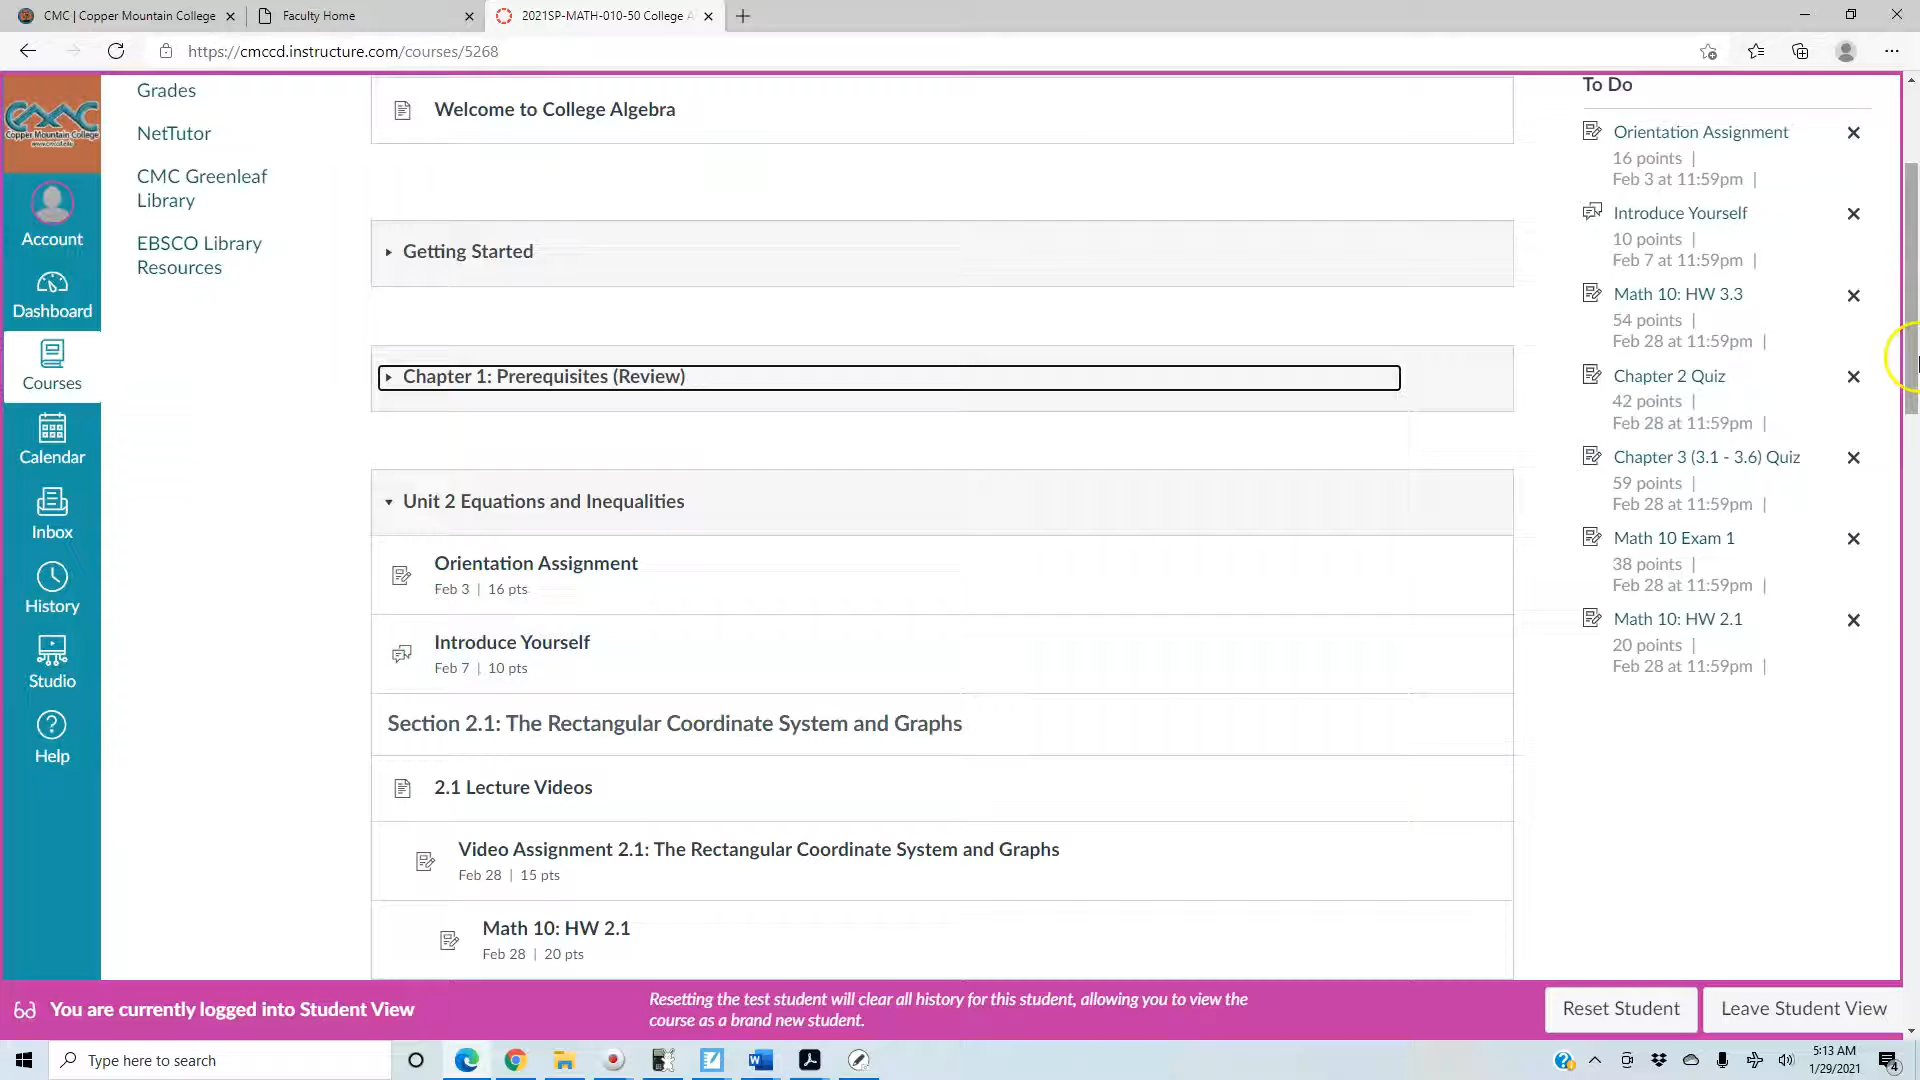 CMC | Copper Mountain College
Faculty Home
2021SP-MATH-010-50 College A
https://cmccd.instructure.com/courses/5268
CMC
Copper Mountain College
Account
Dashboard
Courses
Calendar
Inbox
History
Studio
Help
Grades
NetTutor
CMC Greenleaf
Library
EBSCO Library
Resources
Welcome to College Algebra
Getting Started
Chapter 1: Prerequisites (Review)
Unit 2 Equations and Inequalities
Orientation Assignment
Feb 3 | 16 pts
Introduce Yourself
Feb 7 | 10 pts
Section 2.1: The Rectangular Coordinate System and Graphs
2.1 Lecture Videos
Video Assignment 2.1: The Rectangular Coordinate System and Graphs
Feb 28 | 15 pts
Math 10: HW 2.1
Feb 28 | 20 pts
To Do
Orientation Assignment
16 points |
Feb 3 at 11:59pm |
Introduce Yourself
10 points |
Feb 7 at 11:59pm |
Math 10: HW 3.3
54 points |
Feb 28 at 11:59pm |
Chapter 2 Quiz
42 points |
Feb 28 at 11:59pm |
Chapter 3 (3.1 - 3.6) Quiz
59 points |
Feb 28 at 11:59pm |
Math 10 Exam 1
38 points |
Feb 28 at 11:59pm |
Math 10: HW 2.1
20 points |
Feb 28 at 11:59pm |
You are currently logged into Student View
Resetting the test student will clear all history for this student, allowing you to view the
course as a brand new student.
Reset Student
Leave Student View
Type here to search
5:13 AM
1/29/2021
4